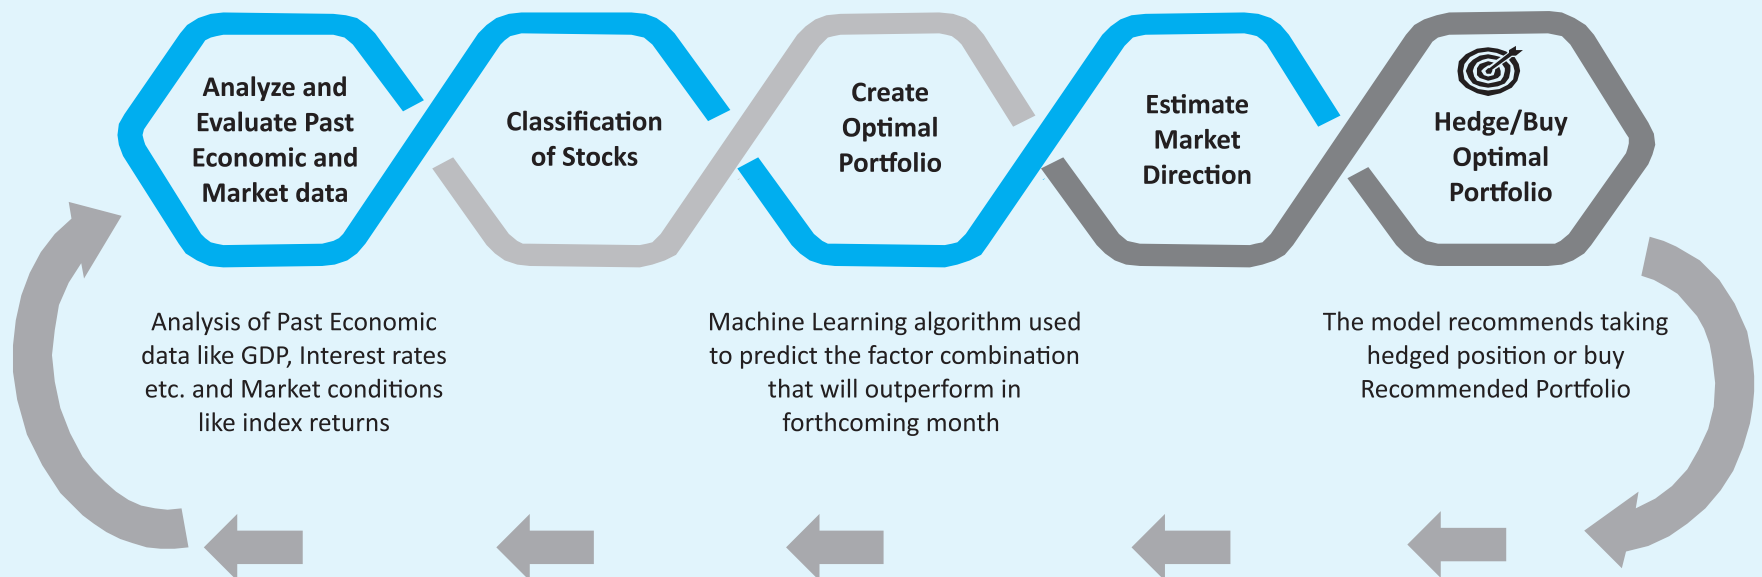 Analyze and
Evaluate Past
Economic and
Market data
Classification
of Stocks
Create
Optimal
Portfolio
Estimate
Market
Direction
Hedge/Buy
Optimal
Portfolio
Analysis of Past Economic
data like GDP, Interest rates
etc. and Market conditions
like index returns
Machine Learning algorithm used
to predict the factor combination
that will outperform in
forthcoming month
The model recommends taking
hedged position or buy
Recommended Portfolio